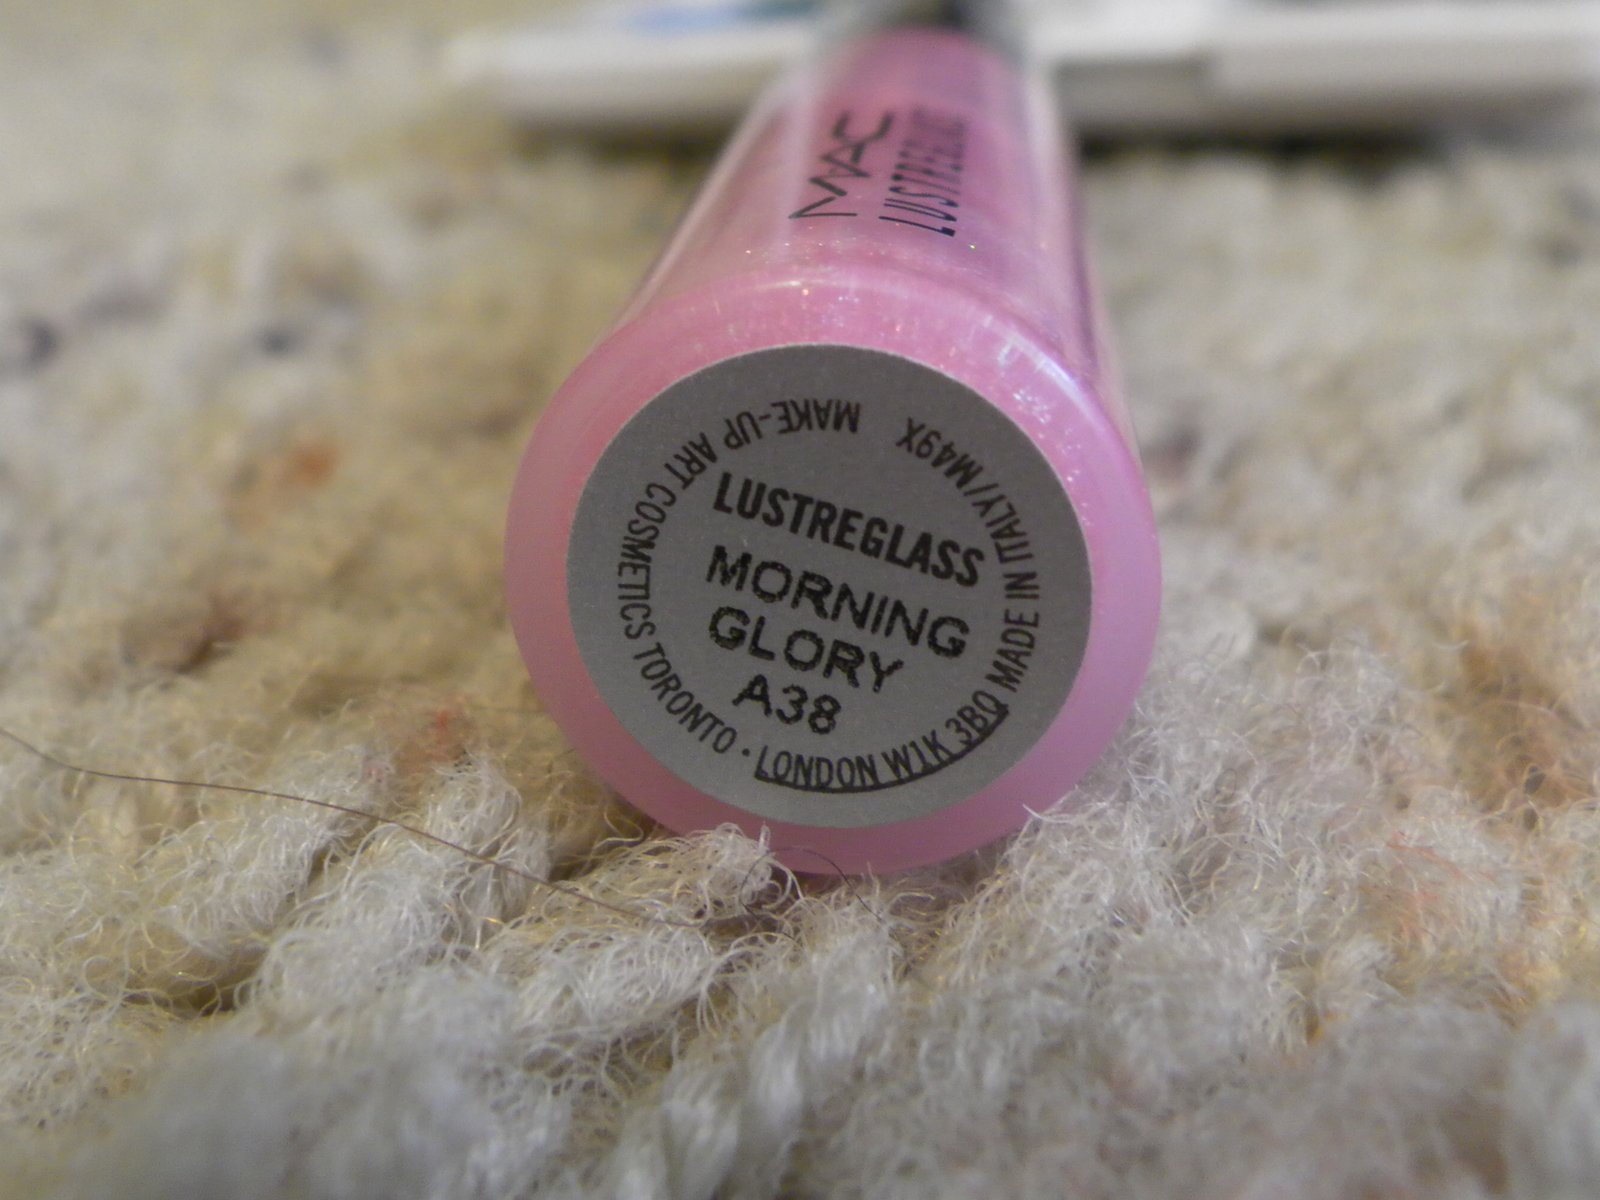 MAC
LUSTREGLASS
MAKE-UP ART COSMETICS TORONTO · LONDON W1K 3BQ MADE IN ITALY/M49X
LUSTREGLASS
MORNING
GLORY
A38